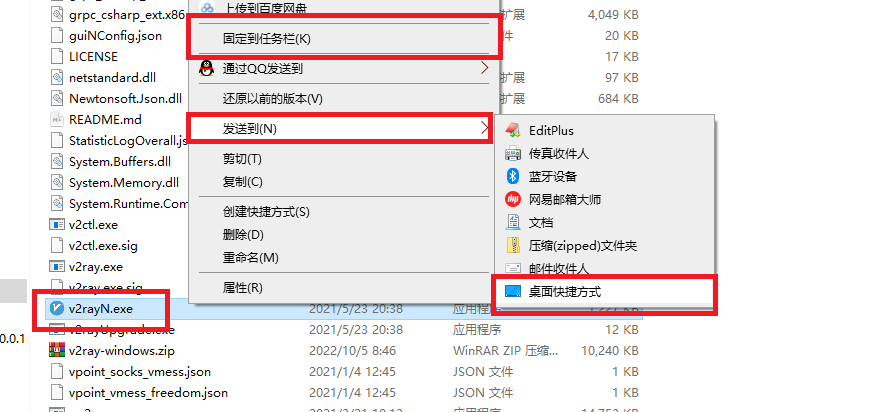 上传到百度网盘
grpc_csharp_ext.x86 扩展 4,049 KB
guiNConfig.json 件 20 KB
固定到任务栏(K)
LICENSE 17 KB
通过QQ发送到
netstandard.dll 扩展 97 KB
Newtonsoft.Json.dll 扩展 684 KB
还原以前的版本(V)
README.md
发送到(N)
StatisticLogOverall.js
EditPlus
System.Buffers.dll
剪切(T)
传真收件人
System.Memory.dll
复制(C)
蓝牙设备
System.Runtime.Com
网易邮箱大师
创建快捷方式(S)
v2ctl.exe
文档
删除(D)
v2ctl.exe.sig
压缩(zipped)文件夹
重命名(M)
v2ray.exe
邮件收件人
v2ray.exe.sig
属性(R)
桌面快捷方式
v2rayN.exe 2021/5/23 20:38 应用程序 KB
v2rayUpgrade.exe 2021/5/23 20:38 应用程序 12 KB
0.0.1
v2ray-windows.zip 2022/10/5 8:46 WinRAR ZIP 压缩... 10,240 KB
vpoint_socks_vmess.json 2021/1/4 12:45 JSON 文件 1 KB
vpoint_vmess_freedom.json 2021/1/4 12:45 JSON 文件 1 KB